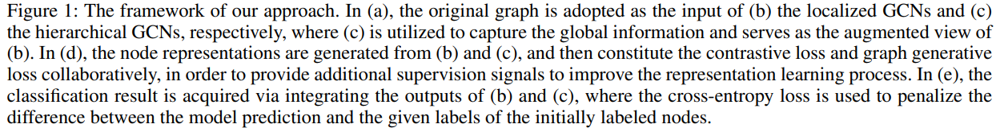 Figure 1: The framework of our approach. In (a), the original graph is adopted as the input of (b) the localized GCNs and (c)
the hierarchical GCNs, respectively, where (c) is utilized to capture the global information and serves as the augmented view of
(b). In (d), the node representations are generated from (b) and (c), and then constitute the contrastive loss and graph generative
loss collaboratively, in order to provide additional supervision signals to improve the representation learning process. In (e), the
classification result is acquired via integrating the outputs of (b) and (c), where the cross-entropy loss is used to penalize the
difference between the model prediction and the given labels of the initially labeled nodes.